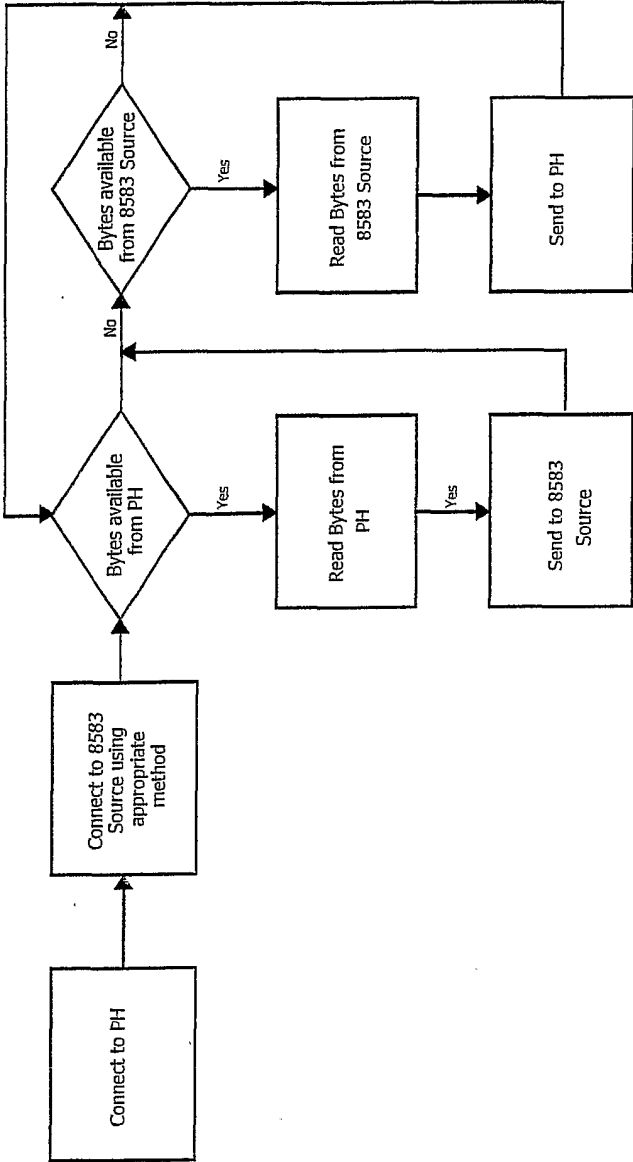 Connect to PH
Connect to 8583
Source using
appropriate
method
Bytes available
from PH
No
Yes
Read Bytes from
PH
Yes
Send to 8583
Source
Bytes available
from 8583 Source
No
Yes
Read Bytes from
8583 Source
Send to PH